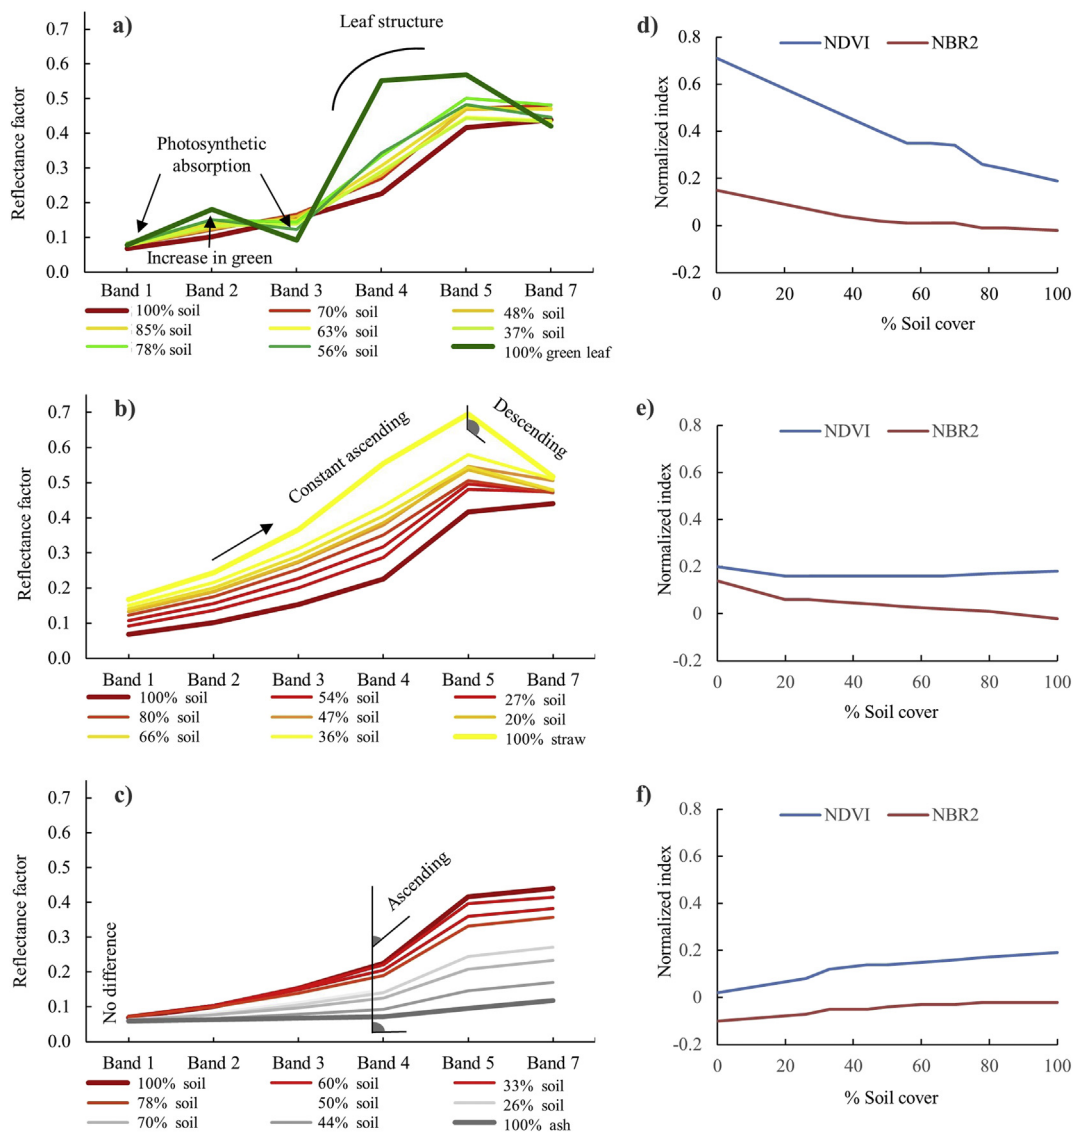 a)
Leaf structure
0.7
0.6
0.5
0.4
0.3
0.2
0.1
0.0
Reflectance factor
Photosynthetic
absorption
Increase in green
Band 1 Band 2 Band 3 Band 4 Band 5 Band 7
100% soil 70% soil 48% soil
85% soil 63% soil 37% soil
78% soil 56% soil 100% green leaf
d)
NDVI NBR2
0.8
0.6
0.4
0.2
0
-0.2
Normalized index
0 20 40 60 80 100
% Soil cover
b)
0.7
0.6
0.5
0.4
0.3
0.2
0.1
0.0
Reflectance factor
Constant ascending
Descending
Band 1 Band 2 Band 3 Band 4 Band 5 Band 7
100% soil 54% soil 27% soil
80% soil 47% soil 20% soil
66% soil 36% soil 100% straw
e)
NDVI NBR2
0.8
0.6
0.4
0.2
0
-0.2
Normalized index
0 20 40 60 80 100
% Soil cover
c)
0.7
0.6
0.5
0.4
0.3
0.2
0.1
0.0
Reflectance factor
No difference
Ascending
Band 1 Band 2 Band 3 Band 4 Band 5 Band 7
100% soil 60% soil 33% soil
78% soil 50% soil 26% soil
70% soil 44% soil 100% ash
f)
NDVI NBR2
0.8
0.6
0.4
0.2
0
-0.2
Normalized index
0 20 40 60 80 100
% Soil cover